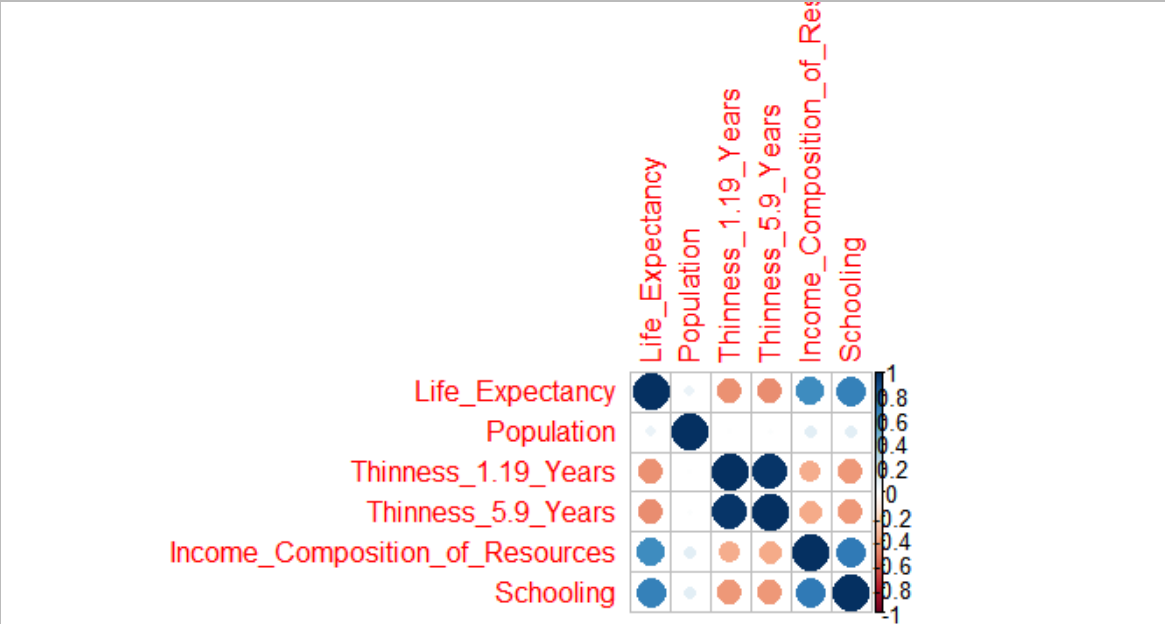 Life_Expectancy
Population
Thinness_1.19_Years
Thinness_5.9_Years
Income_Composition_of_Res
Schooling
Life_Expectancy
Population
Thinness_1.19_Years
Thinness_5.9_Years
Income_Composition_of_Resources
Schooling
1
0.8
0.6
0.4
0.2
0
-0.2
-0.4
-0.6
-0.8
-1